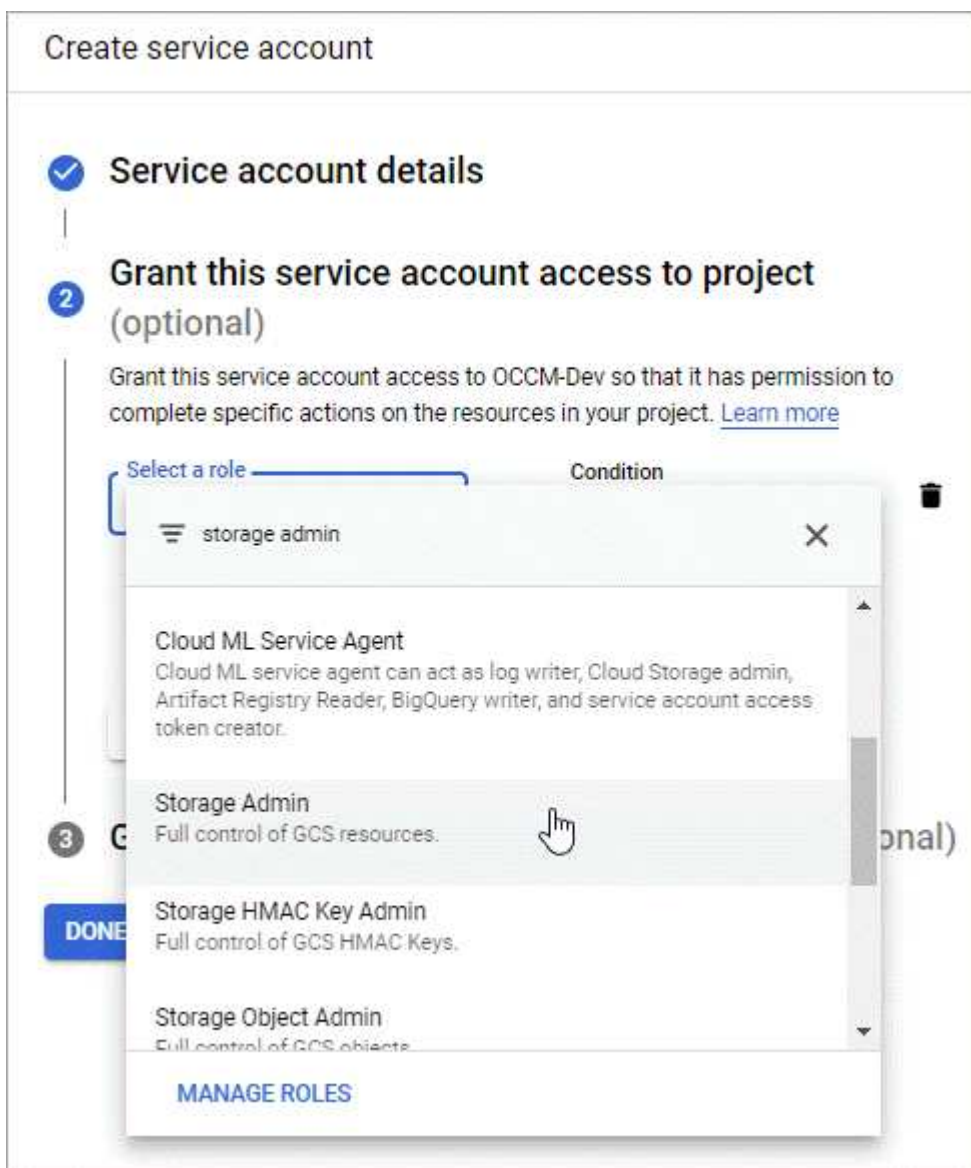 Create service account
Service account details
2
Grant this service account access to project
(optional)
Grant this service account access to OCCM-Dev so that it has permission to
complete specific actions on the resources in your project. Learn more
Select a role
Condition
storage admin
Cloud ML Service Agent
Cloud ML service agent can act as log writer, Cloud Storage admin,
Artifact Registry Reader, BigQuery writer, and service account access
token creator.
Storage Admin
Full control of GCS resources.
3
Storage HMAC Key Admin
Full control of GCS HMAC Keys.
DONE
Storage Object Admin
Full control of GCS objects
MANAGE ROLES